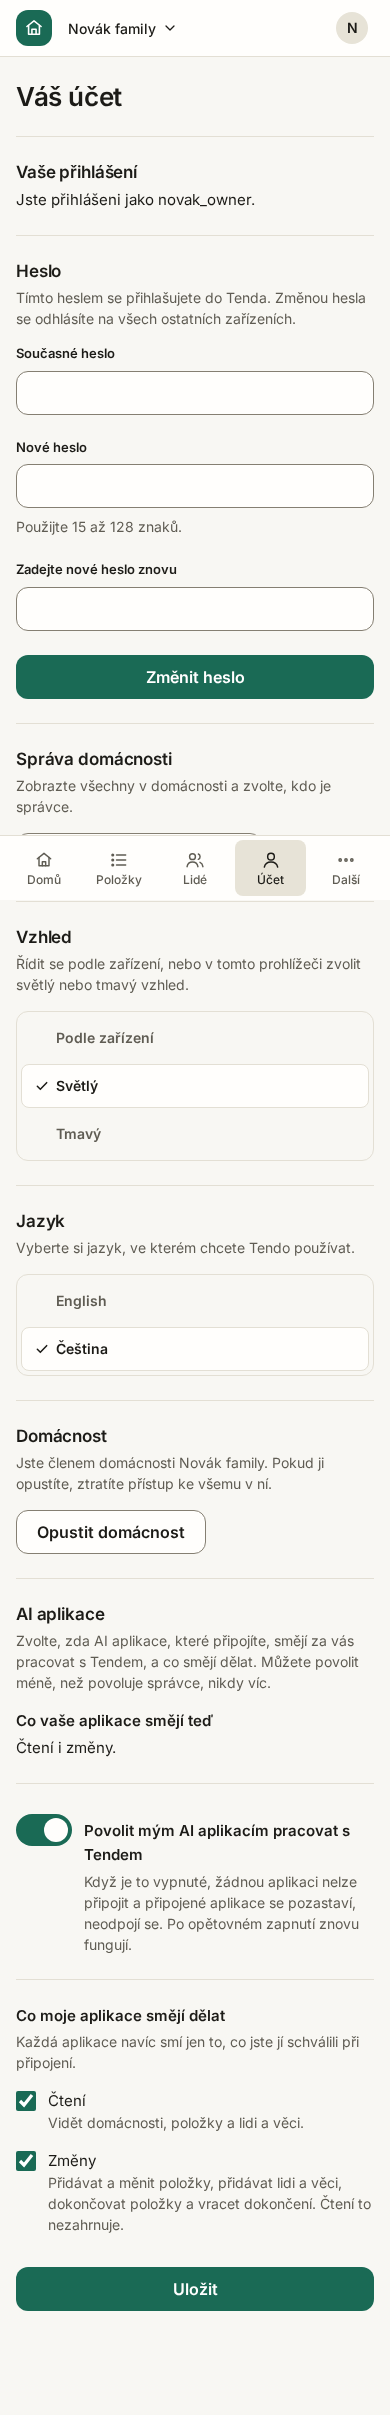 Novák family
N
Váš účet
Vaše přihlášení
Jste přihlášeni jako novak_owner.
Heslo
Tímto heslem se přihlašujete do Tenda. Změnou hesla
se odhlásíte na všech ostatních zařízeních.
Současné heslo
Nové heslo
Použijte 15 až 128 znaků.
Zadejte nové heslo znovu
Změnit heslo
Správa domácnosti
Zobrazte všechny v domácnosti a zvolte, kdo je
správce.
Domů
Položky
Lidé
Účet
Další
Vzhled
Řídit se podle zařízení, nebo v tomto prohlížeči zvolit
světlý nebo tmavý vzhled.
Podle zařízení
Světlý
Tmavý
Jazyk
Vyberte si jazyk, ve kterém chcete Tendo používat.
English
Čeština
Domácnost
Jste členem domácnosti Novák family. Pokud ji
opustíte, ztratíte přístup ke všemu v ní.
Opustit domácnost
AI aplikace
Zvolte, zda AI aplikace, které připojíte, smějí za vás
pracovat s Tendem, a co smějí dělat. Můžete povolit
méně, než povoluje správce, nikdy víc.
Co vaše aplikace smějí teď
Čtení i změny.
Povolit mým AI aplikacím pracovat s
Tendem
Když je to vypnuté, žádnou aplikaci nelze
připojit a připojené aplikace se pozastaví,
neodpojí se. Po opětovném zapnutí znovu
fungují.
Co moje aplikace smějí dělat
Každá aplikace navíc smí jen to, co jste jí schválili při
připojení.
Čtení
Vidět domácnosti, položky a lidi a věci.
Změny
Přidávat a měnit položky, přidávat lidi a věci,
dokončovat položky a vracet dokončení. Čtení to
nezahrnuje.
Uložit